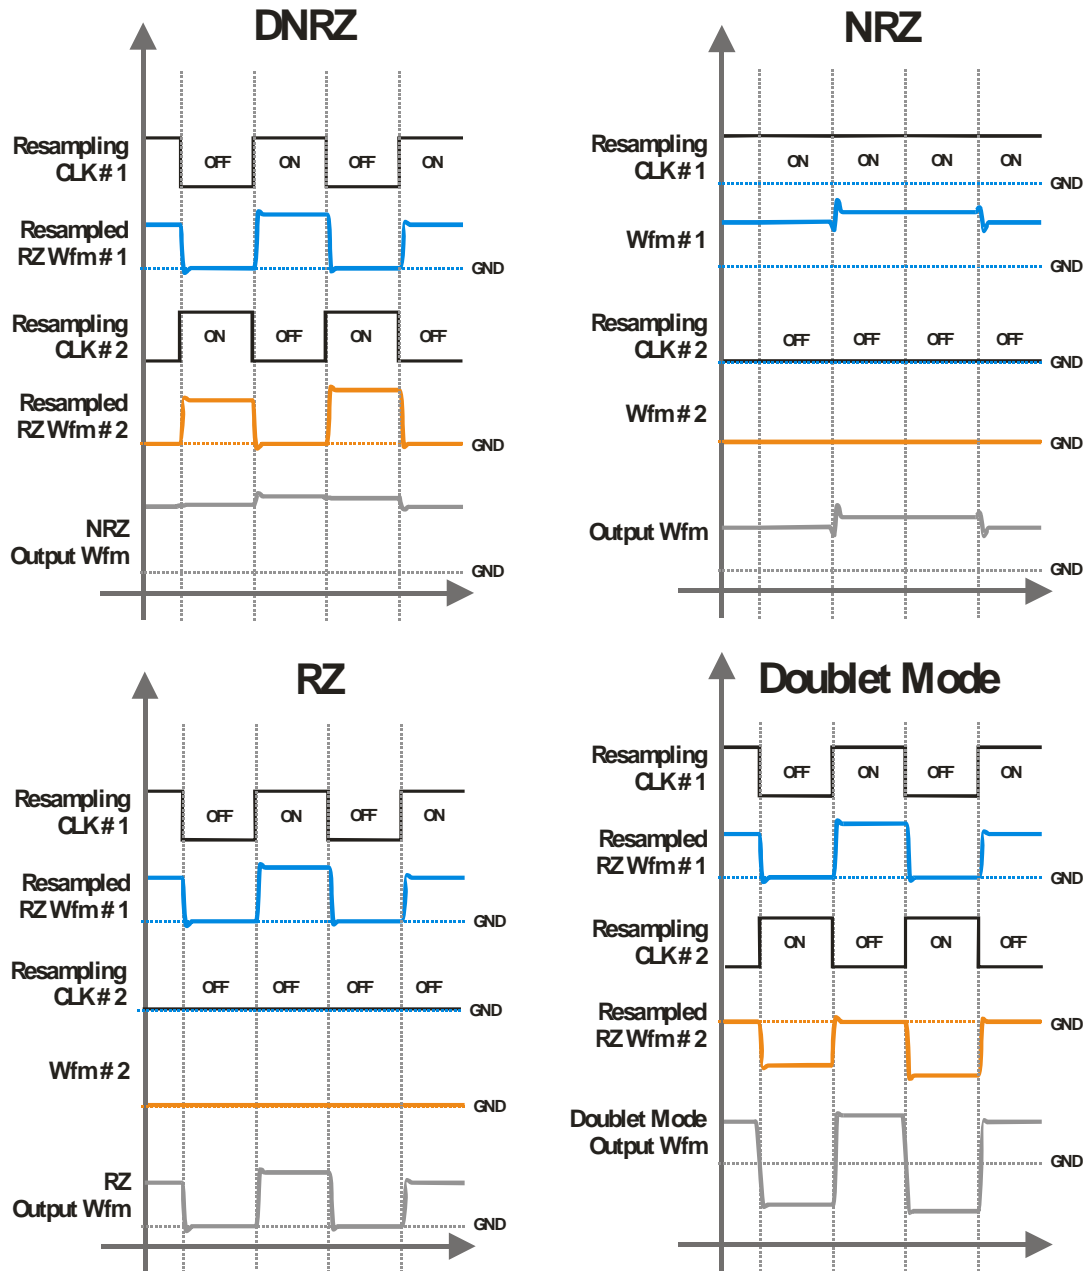 DNRZ
Resampling
CLK # 1
OFF ON OFF ON
Resampled
RZ Wfm # 1
GND
Resampling
CLK # 2
ON OFF ON OFF
Resampled
RZ Wfm # 2
GND
NRZ
Output Wfm
GND
NRZ
Resampling
CLK # 1
ON ON ON ON
GND
Wfm # 1
GND
Resampling
CLK # 2
OFF OFF OFF OFF
GND
Wfm # 2
GND
Output Wfm
GND
RZ
Resampling
CLK # 1
OFF ON OFF ON
Resampled
RZ Wfm # 1
GND
Resampling
CLK # 2
OFF OFF OFF OFF
GND
Wfm # 2
GND
RZ
Output Wfm
GND
Doublet Mode
Resampling
CLK # 1
OFF ON OFF ON
Resampled
RZ Wfm # 1
GND
Resampling
CLK # 2
ON OFF ON OFF
Resampled
RZ Wfm # 2
GND
Doublet Mode
Output Wfm
GND